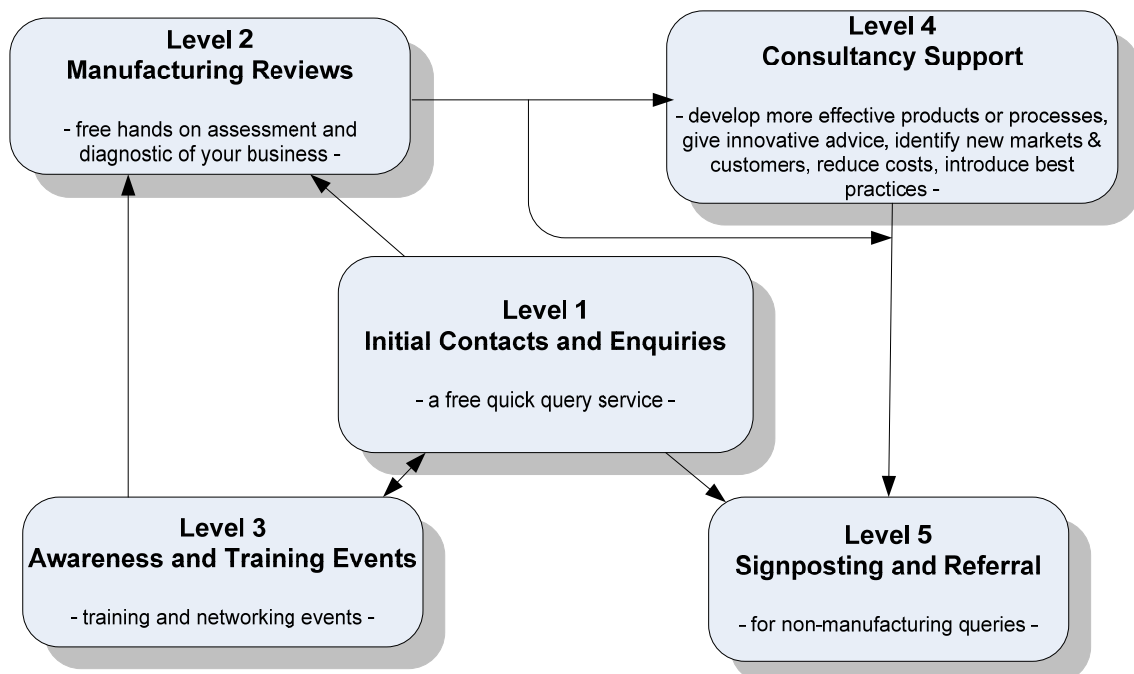 Level 2
Manufacturing Reviews
- free hands on assessment and
diagnostic of your business -
Level 4
Consultancy Support
- develop more effective products or processes,
give innovative advice, identify new markets &
customers, reduce costs, introduce best
practices -
Level 1
Initial Contacts and Enquiries
- a free quick query service -
Level 3
Awareness and Training Events
- training and networking events -
Level 5
Signposting and Referral
- for non-manufacturing queries -